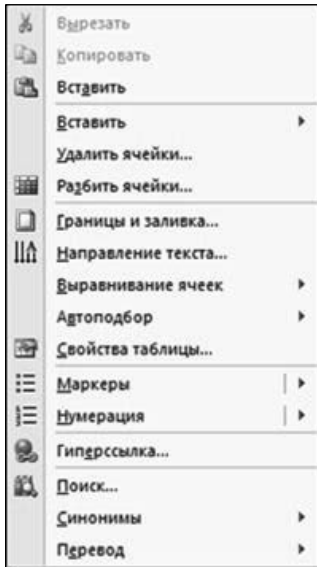 Вырезать
Копировать
Вставить
Вставить
Удалить ячейки...
Разбить ячейки...
Границы и заливка...
Направление текста...
Выравнивание ячеек
Автоподбор
Свойства таблицы...
Маркеры
Нумерация
Гиперссылка...
Поиск...
Синонимы
Перевод